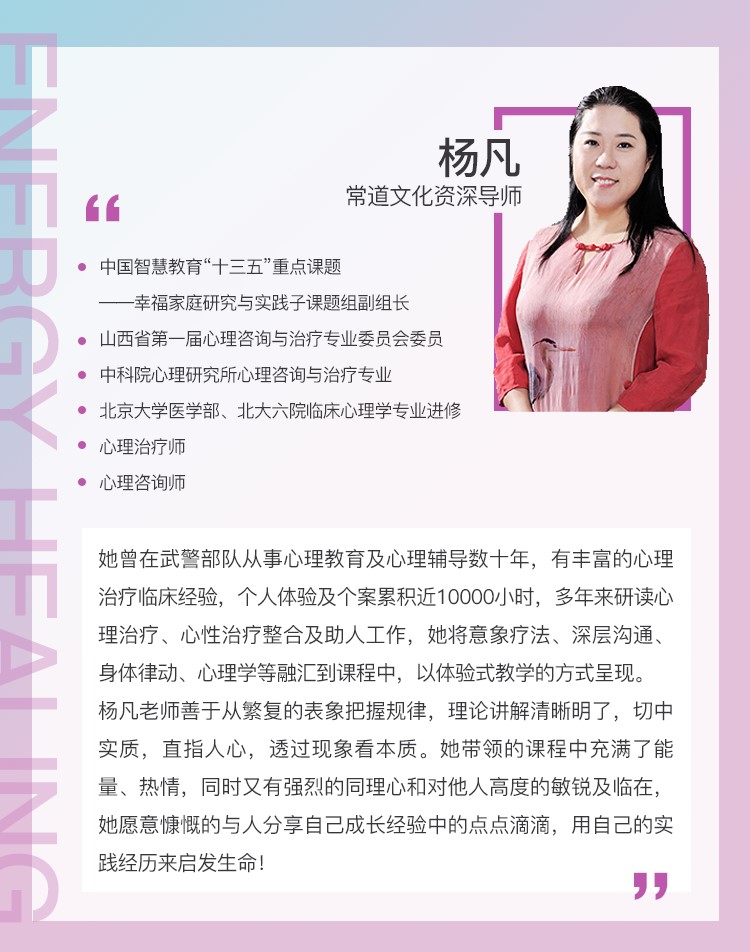 ENERGY HEALING
杨凡
常道文化资深导师
“
中国智慧教育“十三五”重点课题
——幸福家庭研究与实践子课题组副组长
山西省第一届心理咨询与治疗专业委员会委员
中科院心理研究所心理咨询与治疗专业
北京大学医学部、北大六院临床心理学专业进修
心理治疗师
心理咨询师
她曾在武警部队从事心理教育及心理辅导数十年，有丰富的心理
治疗临床经验，个人体验及个案累积近10000小时，多年来研读心
理治疗、心性治疗整合及助人工作，她将意象疗法、深层沟通、
身体律动、心理学等融汇到课程中，以体验式教学的方式呈现。
杨凡老师善于从繁复的表象把握规律，理论讲解清晰明了，切中
实质，直指人心，透过现象看本质。她带领的课程中充满了能
量、热情，同时又有强烈的同理心和对他人高度的敏锐及临在，
她愿意慷慨的与人分享自己成长经验中的点点滴滴，用自己的实
践经历来启发生命！
”